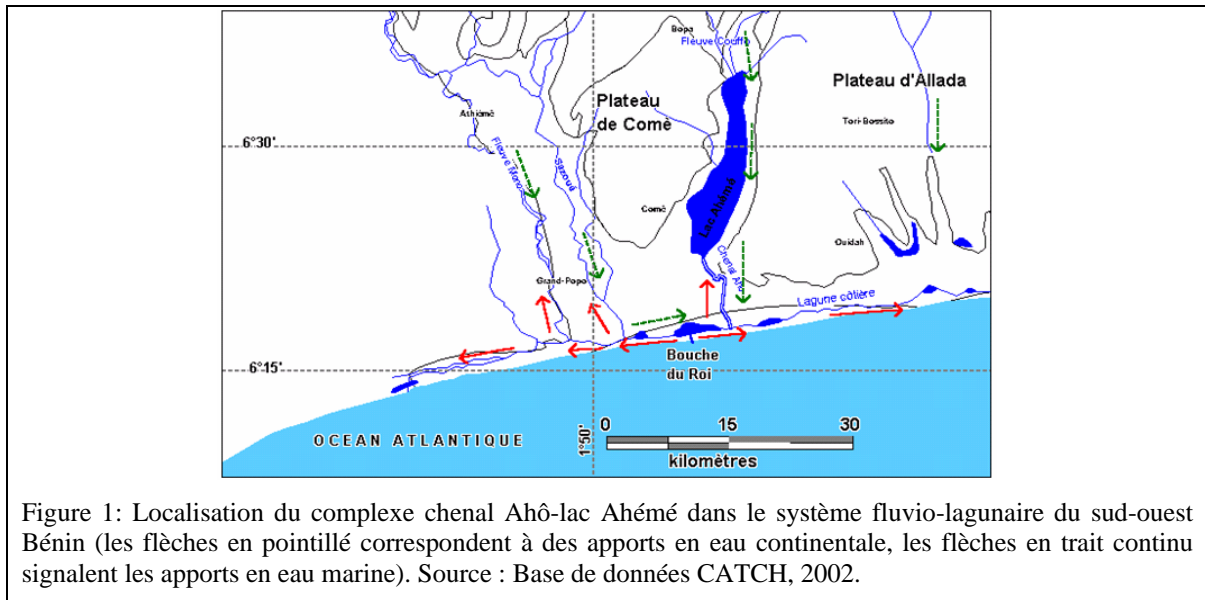 Bopa
Fleuve Couffo
Plateau d'Allada
Plateau
de Comè
Athiémè
Tori-Bossito
6°30
Fleuve Mono
Sazoué
Comè
Lac Ahémé
Ouidah
Chenal Aho
Grand-Popo
Lagune côtière
Bouche
du Roi
6°15
OCEAN ATLANTIQUE
1°50'
0 15 30
kilomètres
Figure 1: Localisation du complexe chenal Ahô-lac Ahémé dans le système fluvio-lagunaire du sud-ouest
Bénin (les flèches en pointillé correspondent à des apports en eau continentale, les flèches en trait continu
signalent les apports en eau marine). Source : Base de données CATCH, 2002.